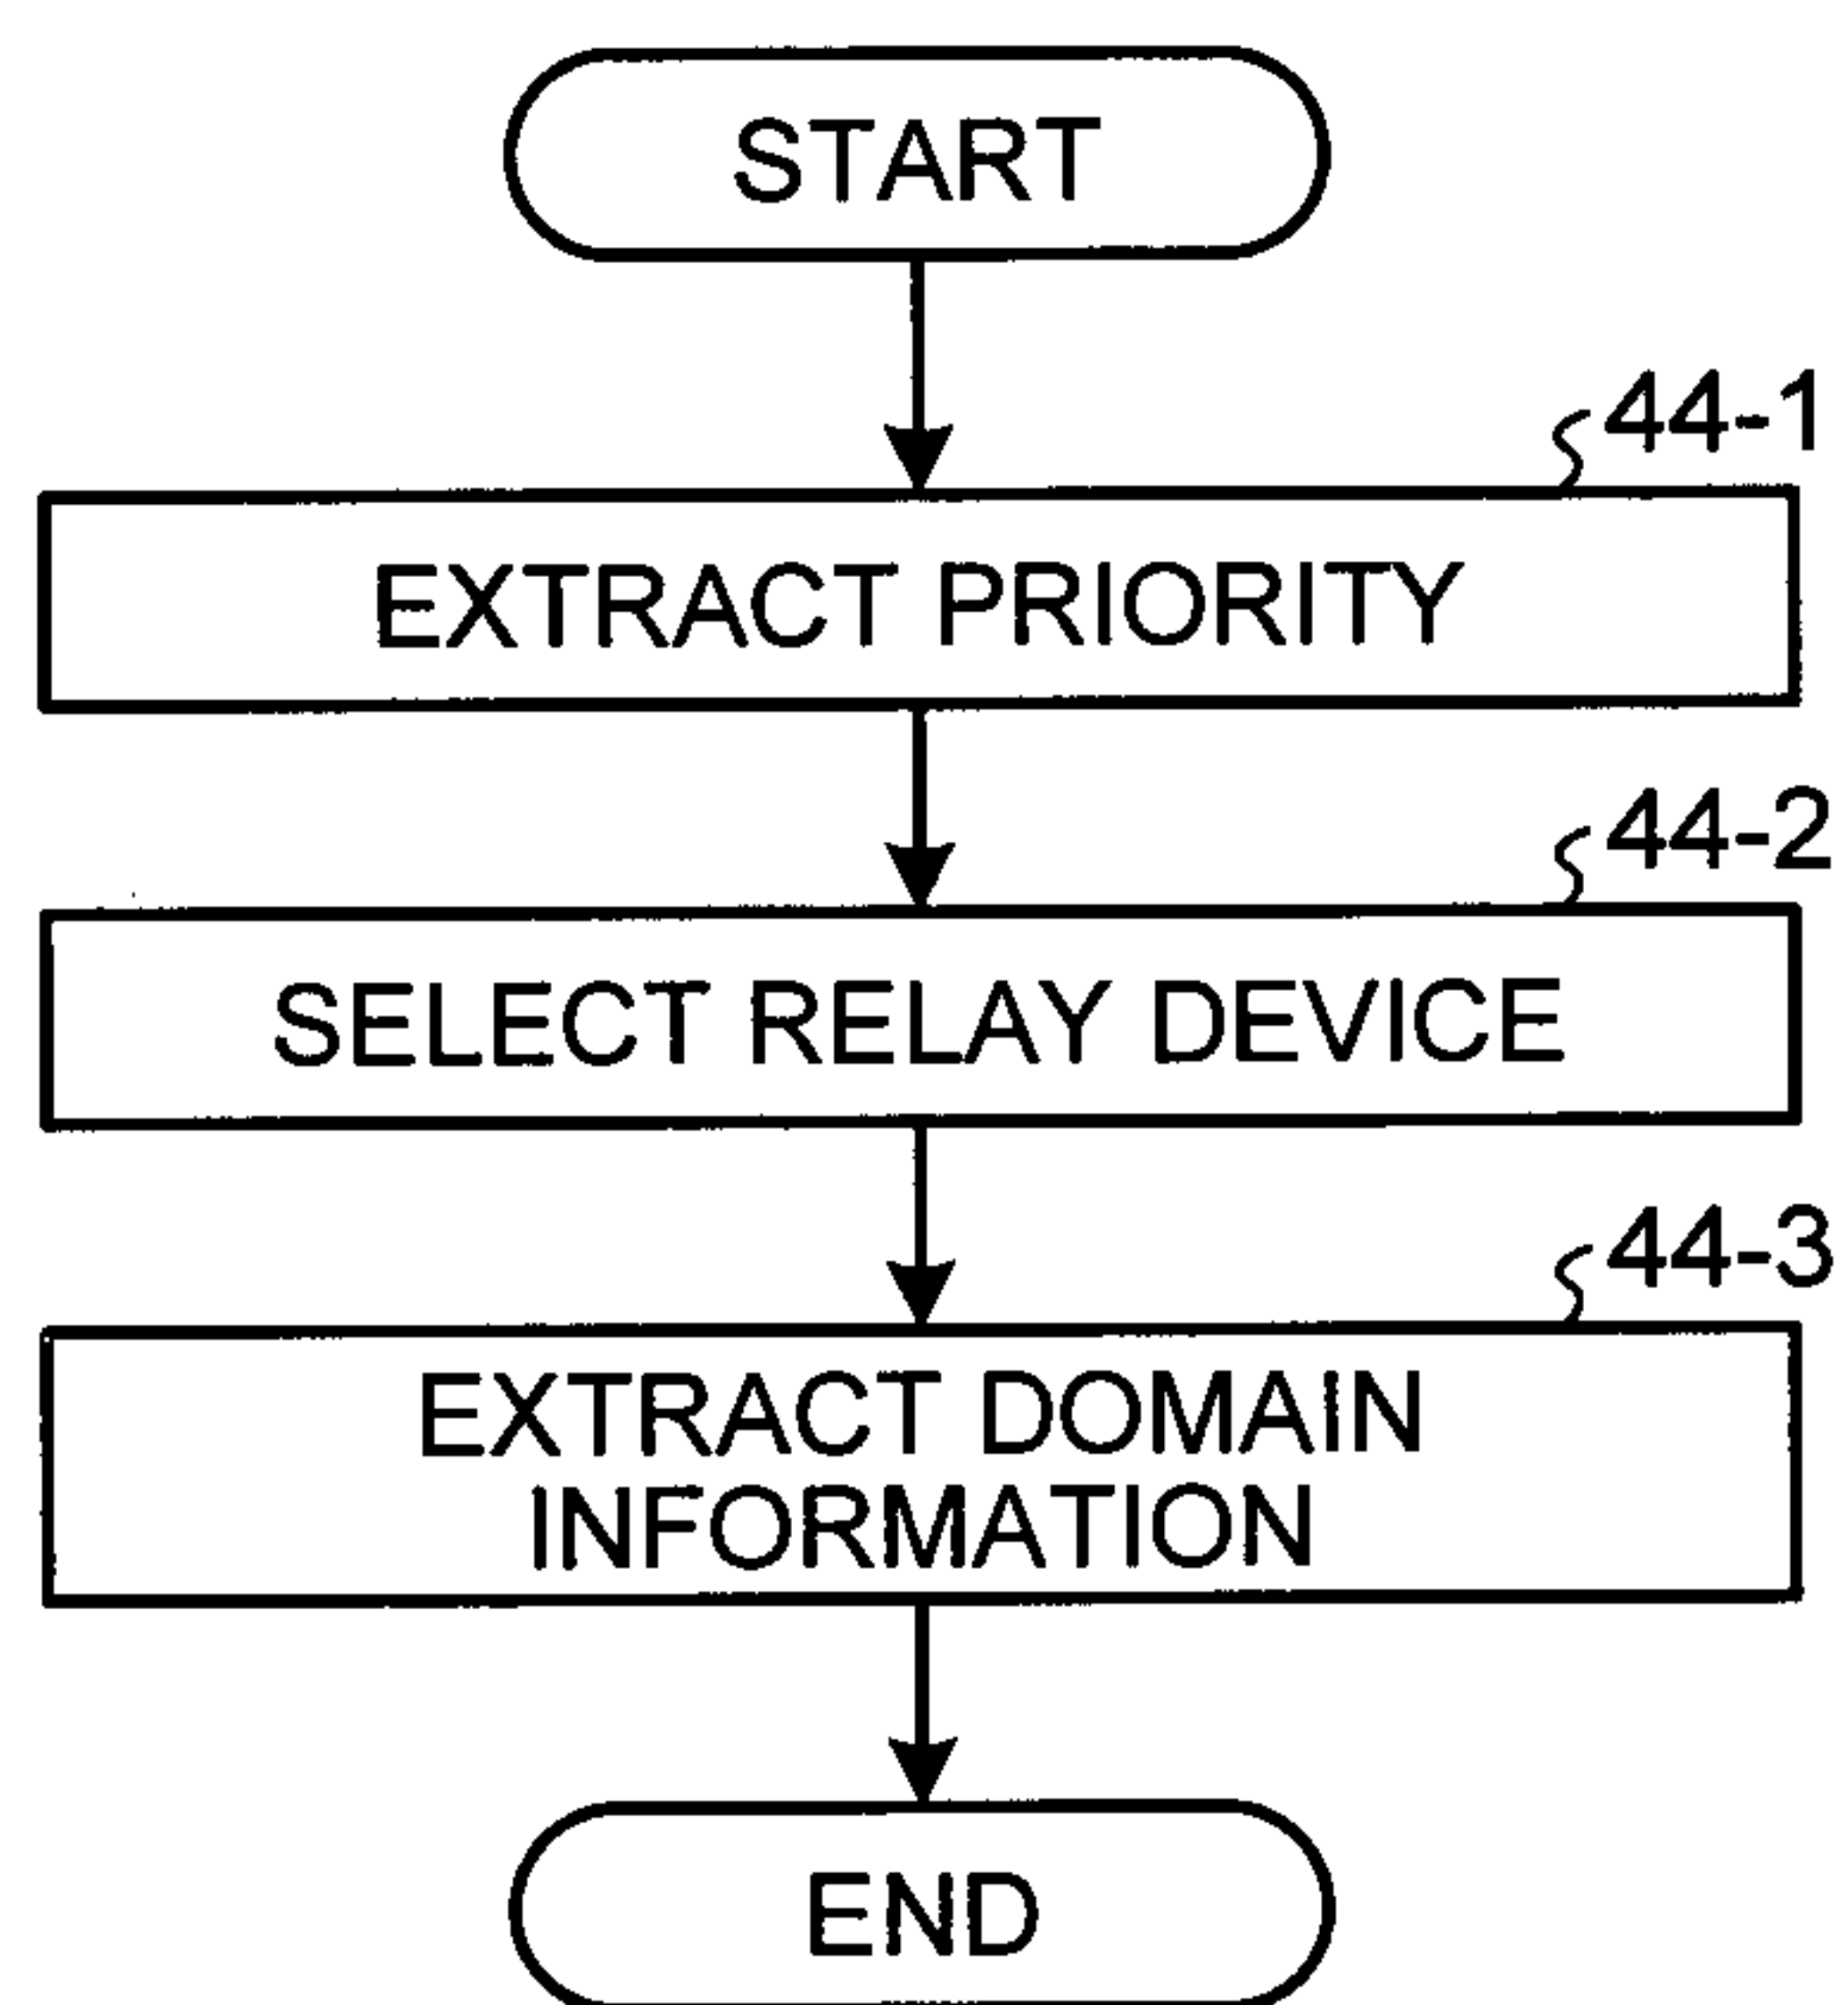 START
44-1
EXTRACT PRIORITY
44-2
SELECT RELAY DEVICE
44-3
EXTRACT DOMAIN
INFORMATION
END